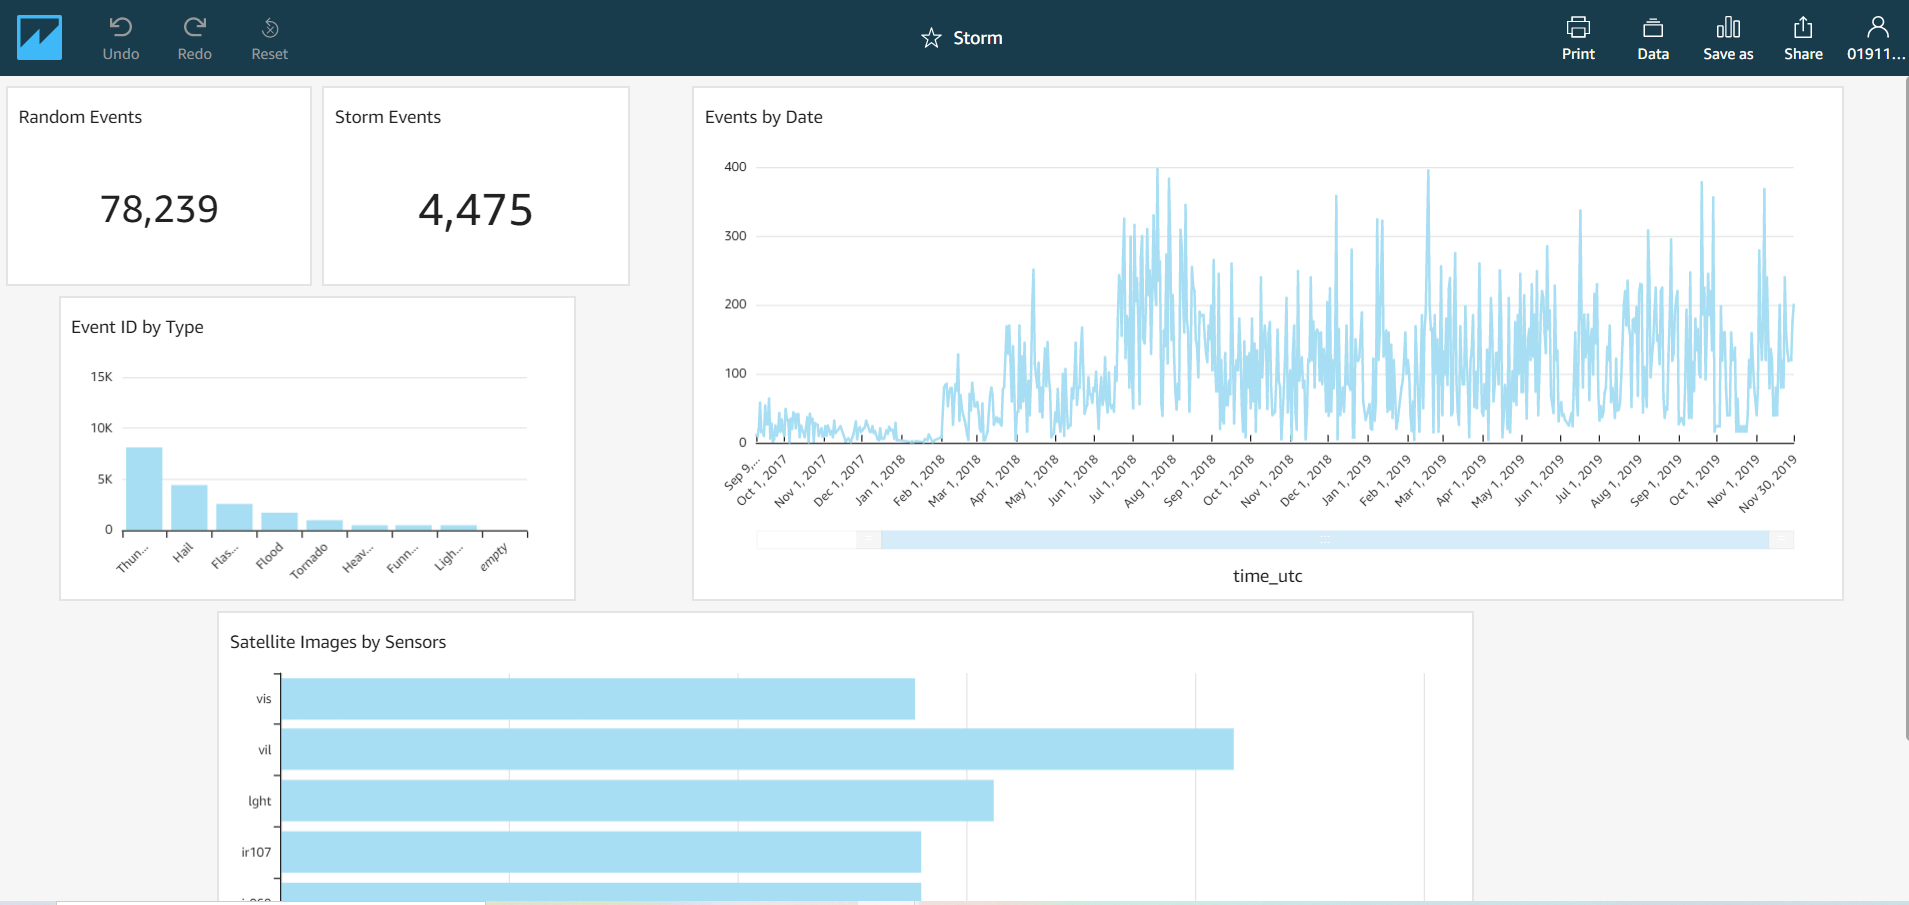 Undo
Redo
Reset
Storm
Print
Data
Save as
Share
01911...
Random Events
78,239
Storm Events
4,475
Events by Date
400
300
200
100
0
Sep 9,...
Oct 1, 2017
Nov 1, 2017
Dec 1, 2017
Jan 1, 2018
Feb 1, 2018
Mar 1, 2018
Apr 1, 2018
May 1, 2018
Jun 1, 2018
Jul 1, 2018
Aug 1, 2018
Sep 1, 2018
Oct 1, 2018
Nov 1, 2018
Dec 1, 2018
Jan 1, 2019
Feb 1, 2019
Mar 1, 2019
Apr 1, 2019
May 1, 2019
Jun 1, 2019
Jul 1, 2019
Aug 1, 2019
Sep 1, 2019
Oct 1, 2019
Nov 1, 2019
Nov 30, 2019
time_utc
Event ID by Type
15K
10K
5K
0
Thun...
Hail
Flas...
Flood
Tornado
Heav...
Funn...
Ligh...
empty
Satellite Images by Sensors
vis
vil
lght
ir107